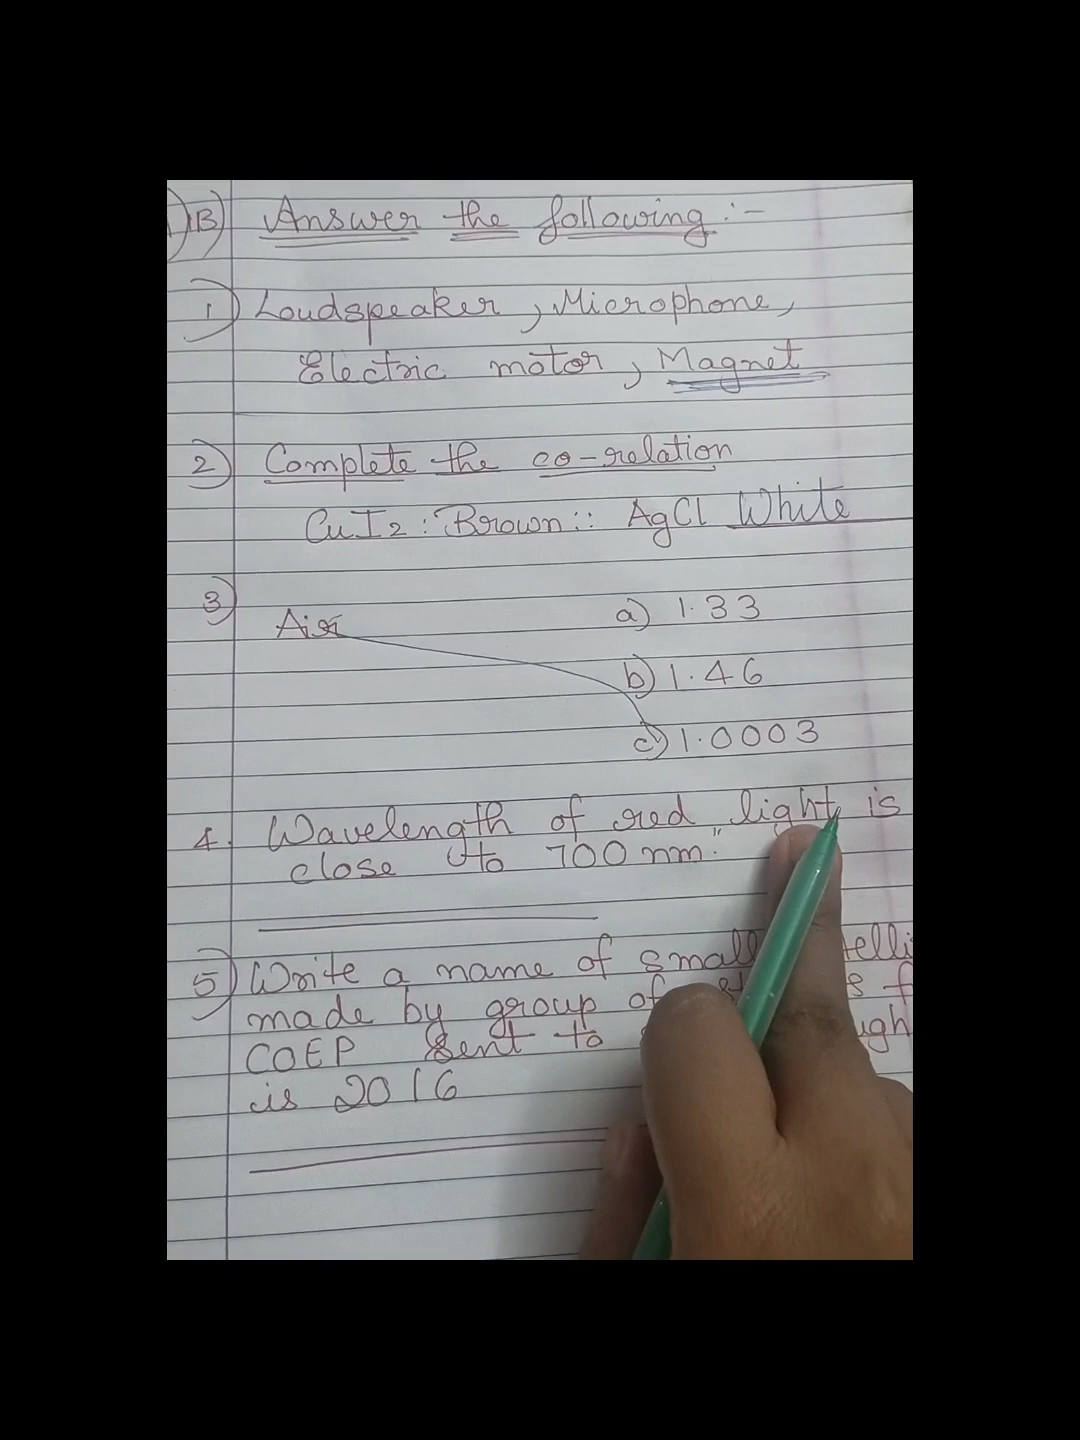 1)B) Answer the following :-
1) Loudspeaker, Microphone,
Electric motor, Magnet
2) Complete the co-relation
CuI2 : Brown :: AgCl White
3)
Air a) 1.33
b) 1.46
c) 1.0003
4. Wavelength of red light is
close to 700 nm."
5) Write a name of small
made by group of
COEP sent to
is 2016